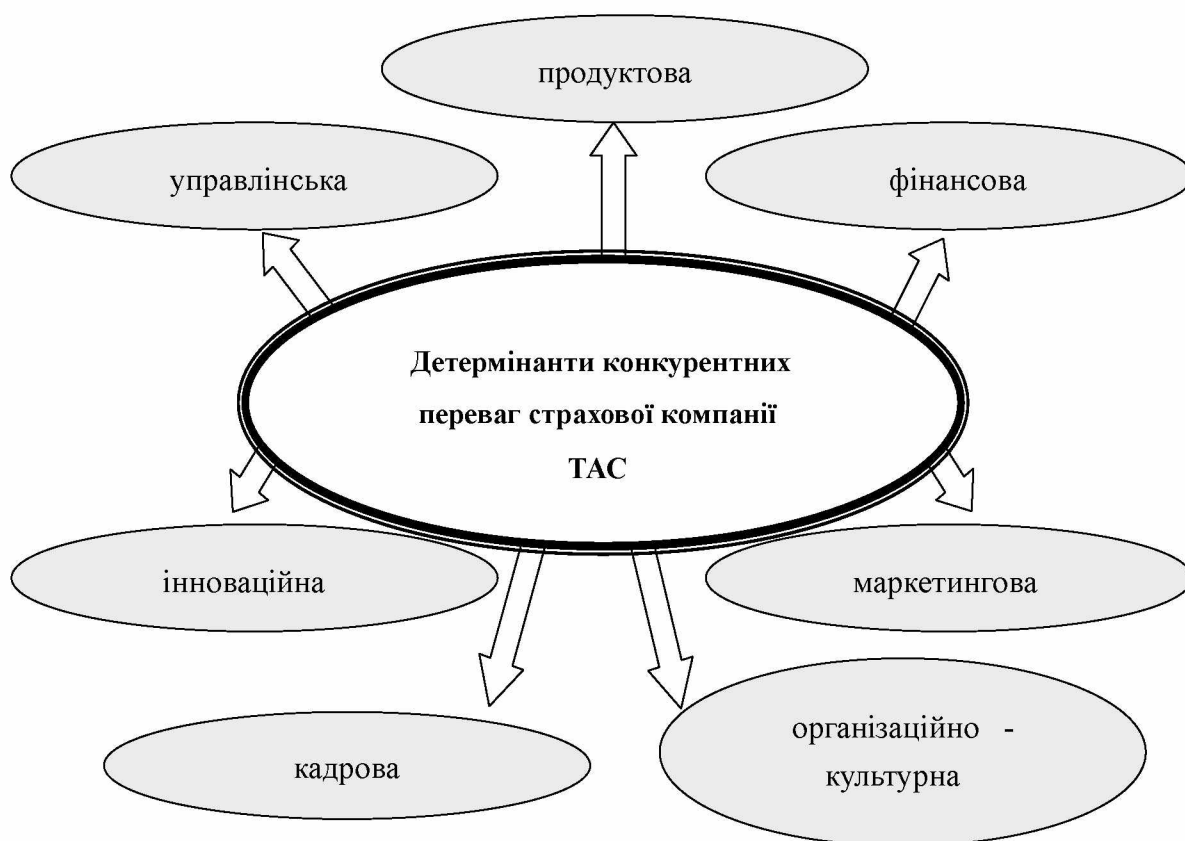 продуктова
управлінська
фінансова
Детермінанти конкурентних
переваг страхової компанії
ТАС
інноваційна
маркетингова
кадрова
організаційно -
культурна